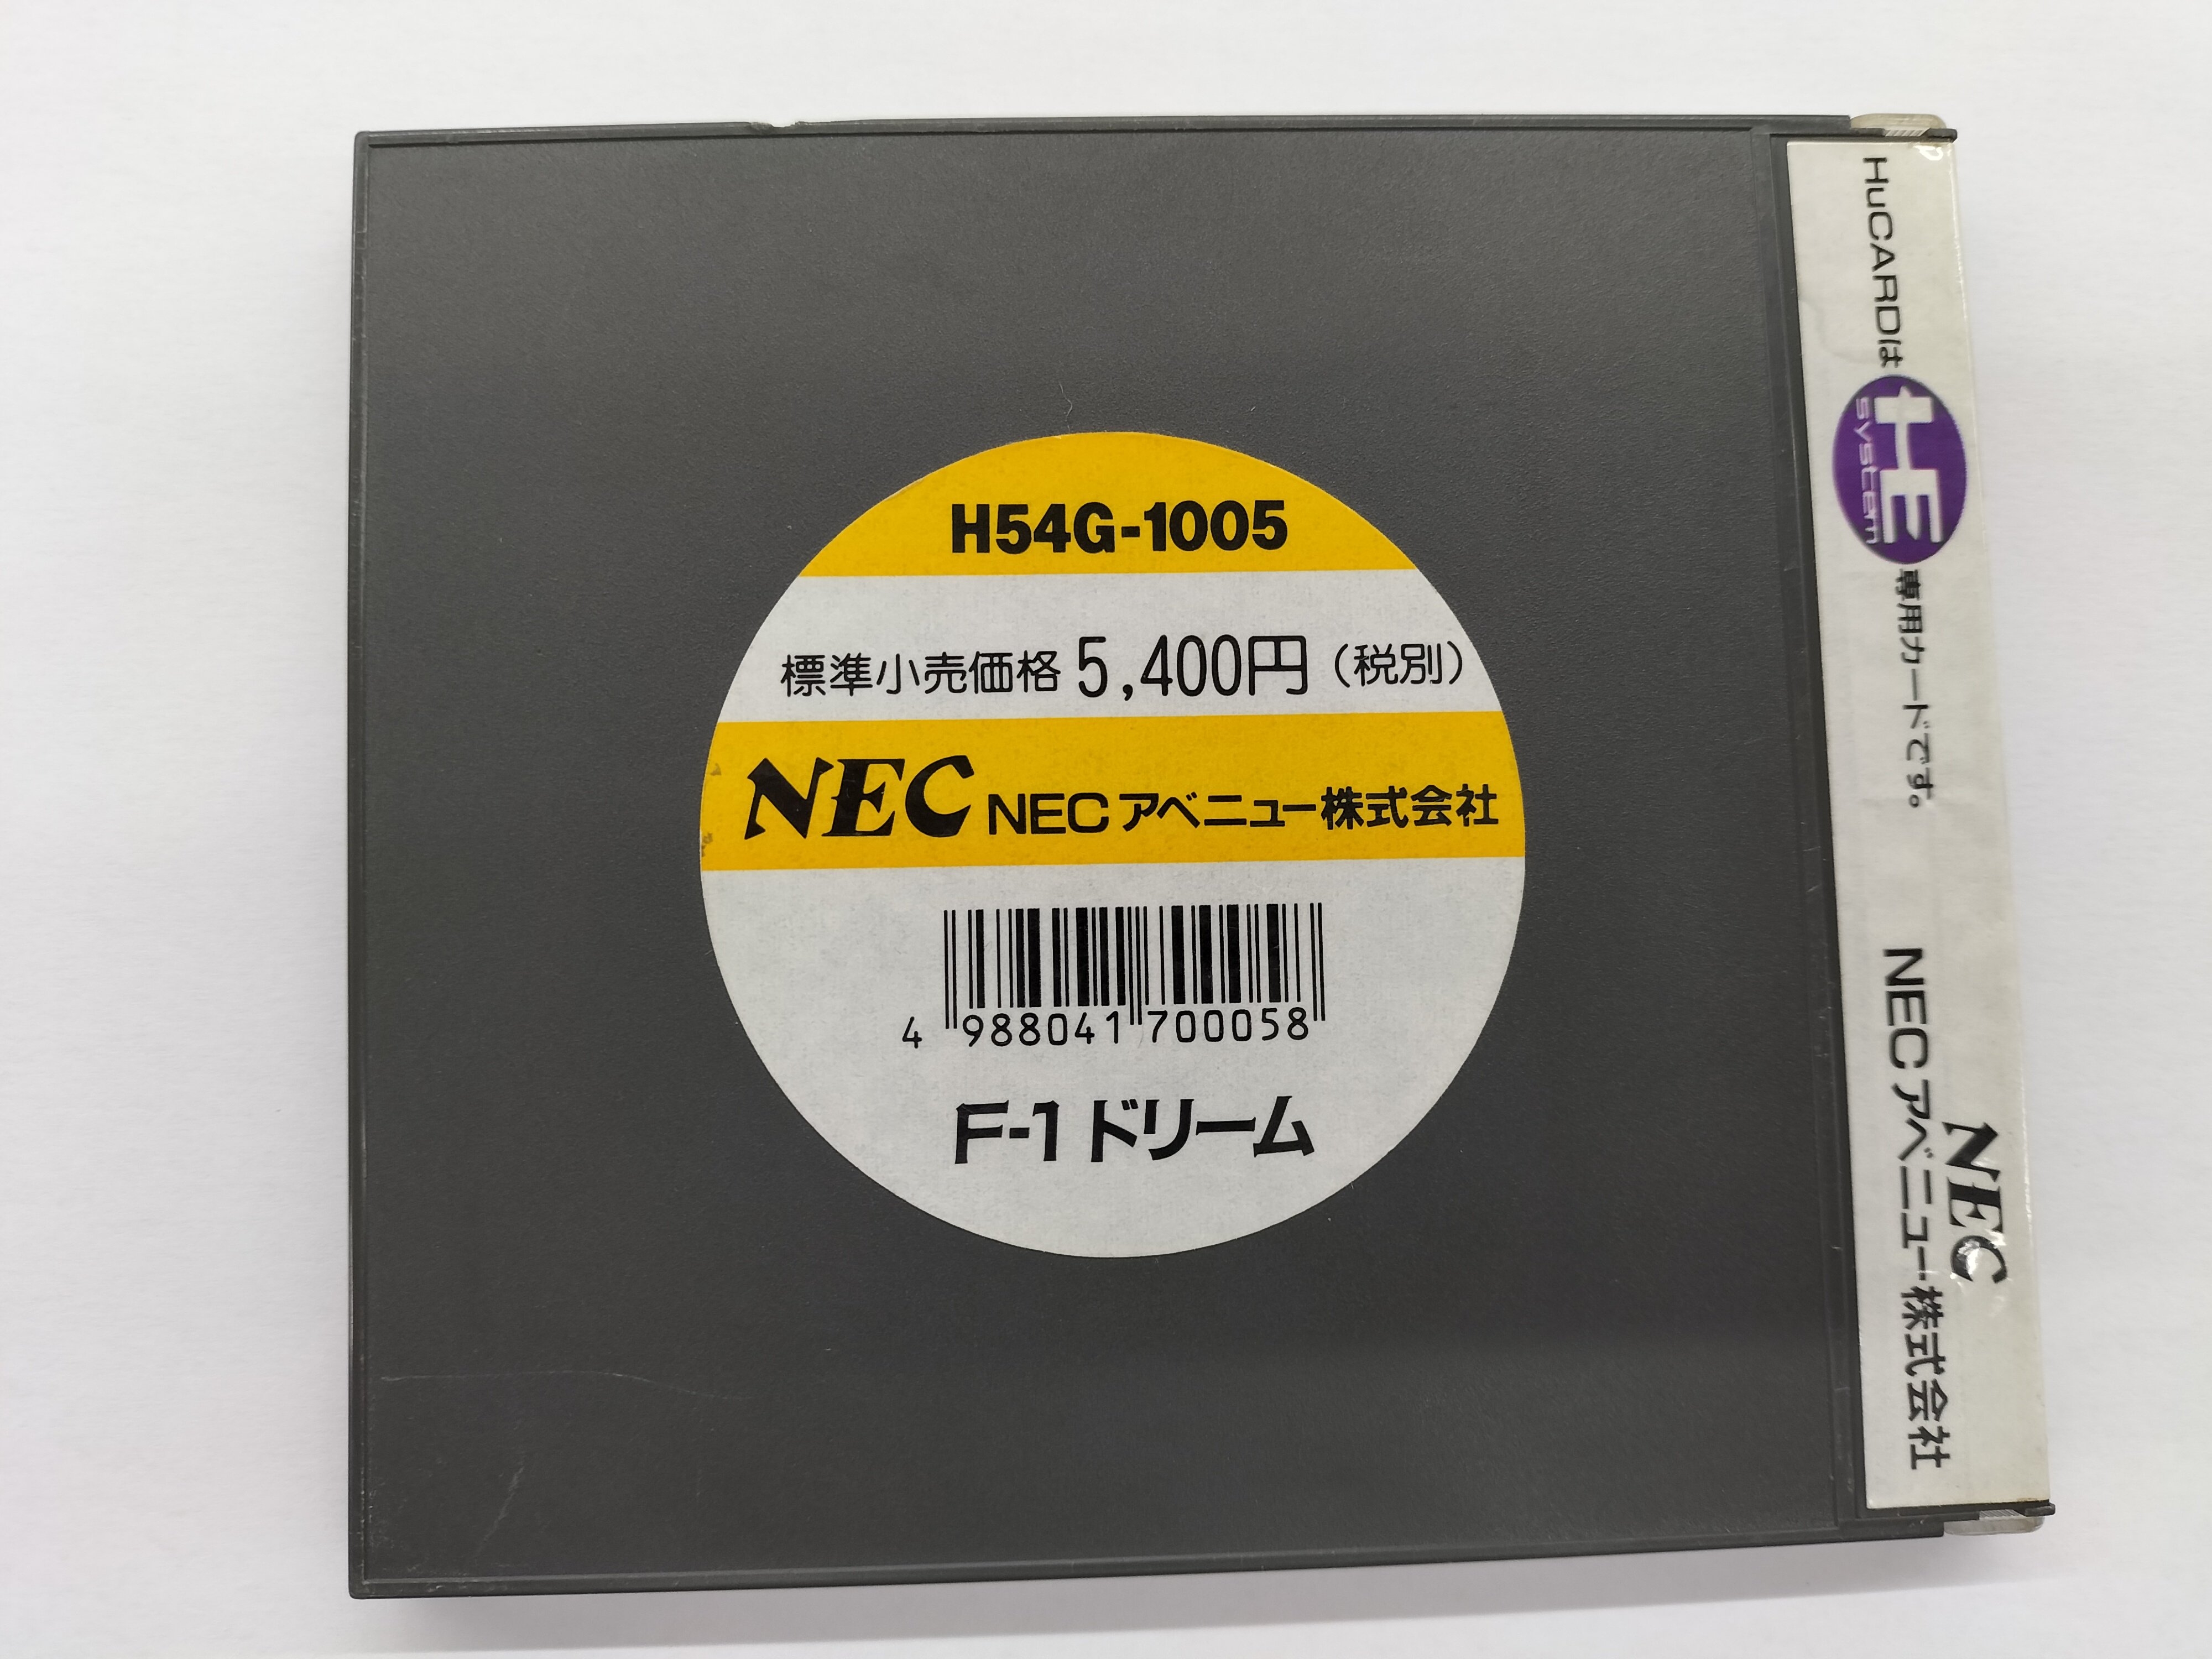 H54G-1005
標準小売価格 5,400円（税別）
NEC NECアベニュー株式会社
4 988041 700058
F-1 ドリーム
HuCARDは HE system 専用カードです。
NEC
NECアベニュー株式会社